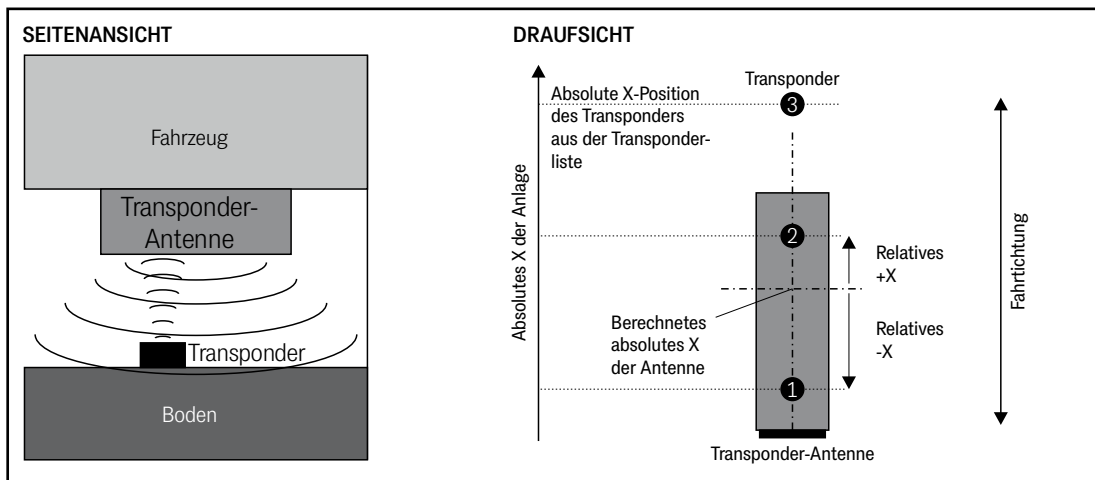 SEITENANSICHT
Fahrzeug
Transponder-
Antenne
Transponder
Boden
DRAUFSICHT
Transponder
Absolute X-Position
des Transponders
aus der Transponder-
liste
3
2
1
Absolutes X der Anlage
Relatives
+X
Berechnetes
absolutes X
der Antenne
Relatives
-X
Fahrtichtung
Transponder-Antenne